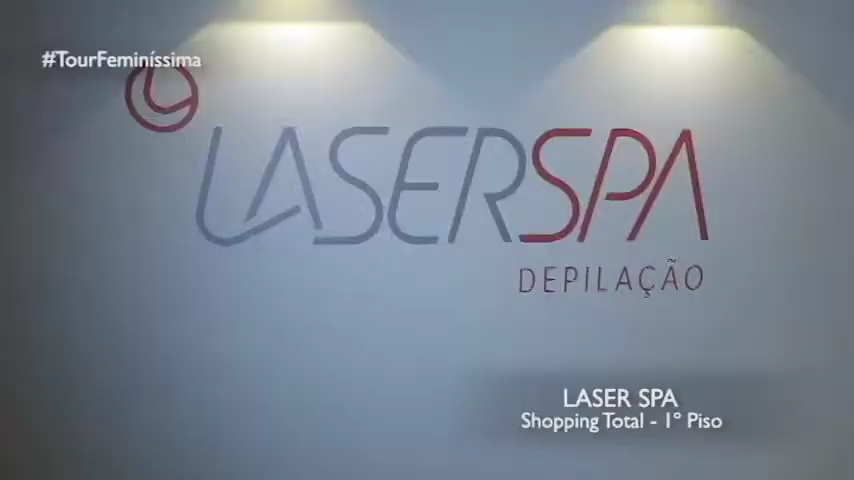 #TourFeminíssima
LASERSPA
DEPILAÇÃO
LASER SPA
Shopping Total - 1º Piso